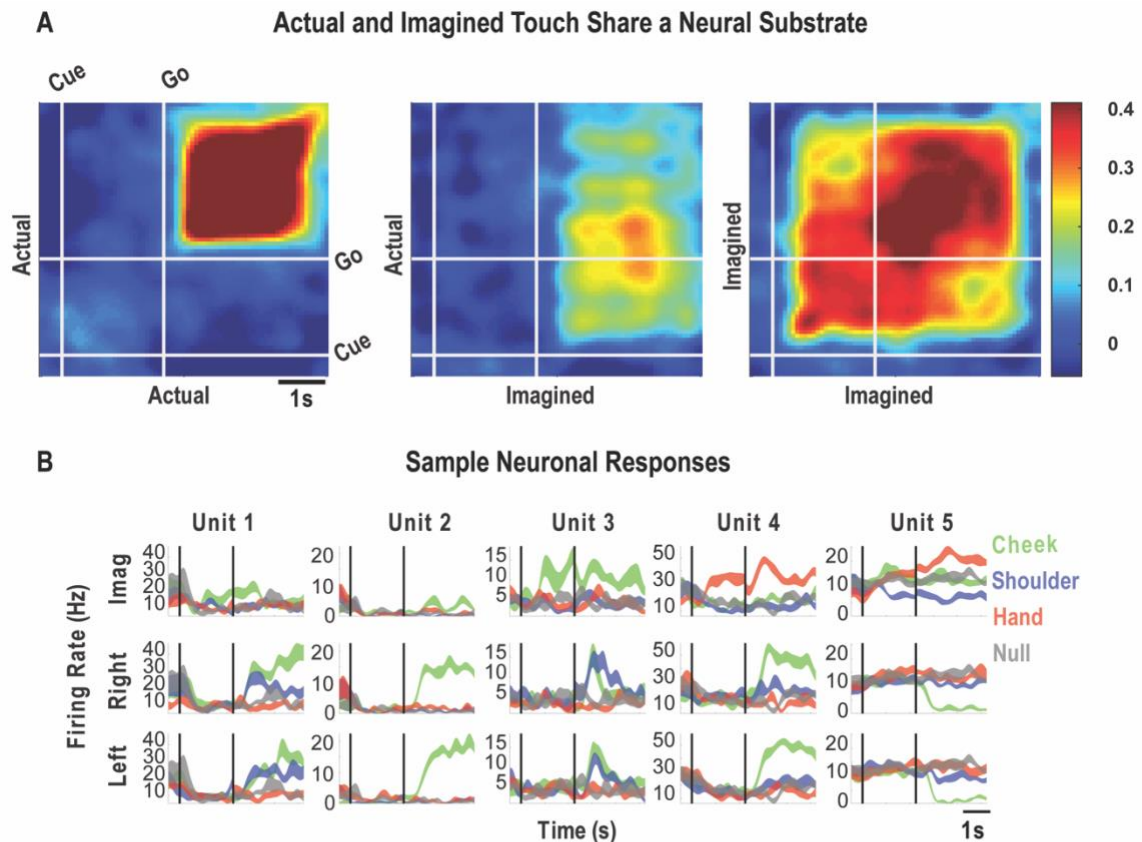 A
Actual and Imagined Touch Share a Neural Substrate
Cue Go
Actual
Go
Cue
Actual
1s
Actual
Imagined
Imagined
Imagined
0.4
0.3
0.2
0.1
0
B
Sample Neuronal Responses
Unit 1 Unit 2 Unit 3 Unit 4 Unit 5
Firing Rate (Hz)
Imag
40 30 20 10
20 10 0
15 10 5
50 30 10
20 10 0
Cheek
Shoulder
Hand
Null
Right
40 30 20 10
20 10 0
15 10 5
50 30 10
20 10 0
Left
40 30 20 10
20 10 0
15 10 5
50 30 10
20 10 0
Time (s)
1s